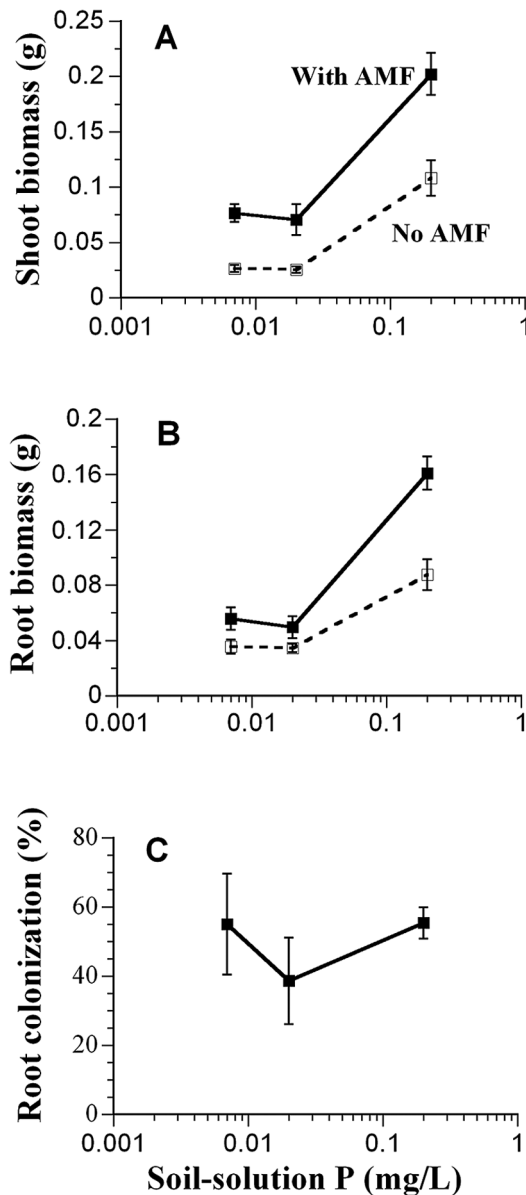 A
Shoot biomass (g)
0.25
0.2
0.15
0.1
0.05
0
With AMF
No AMF
0.001 0.01 0.1 1
B
Root biomass (g)
0.2
0.16
0.12
0.08
0.04
0
0.001 0.01 0.1 1
C
Root colonization (%)
80
60
40
20
0
0.001 0.01 0.1 1
Soil-solution P (mg/L)